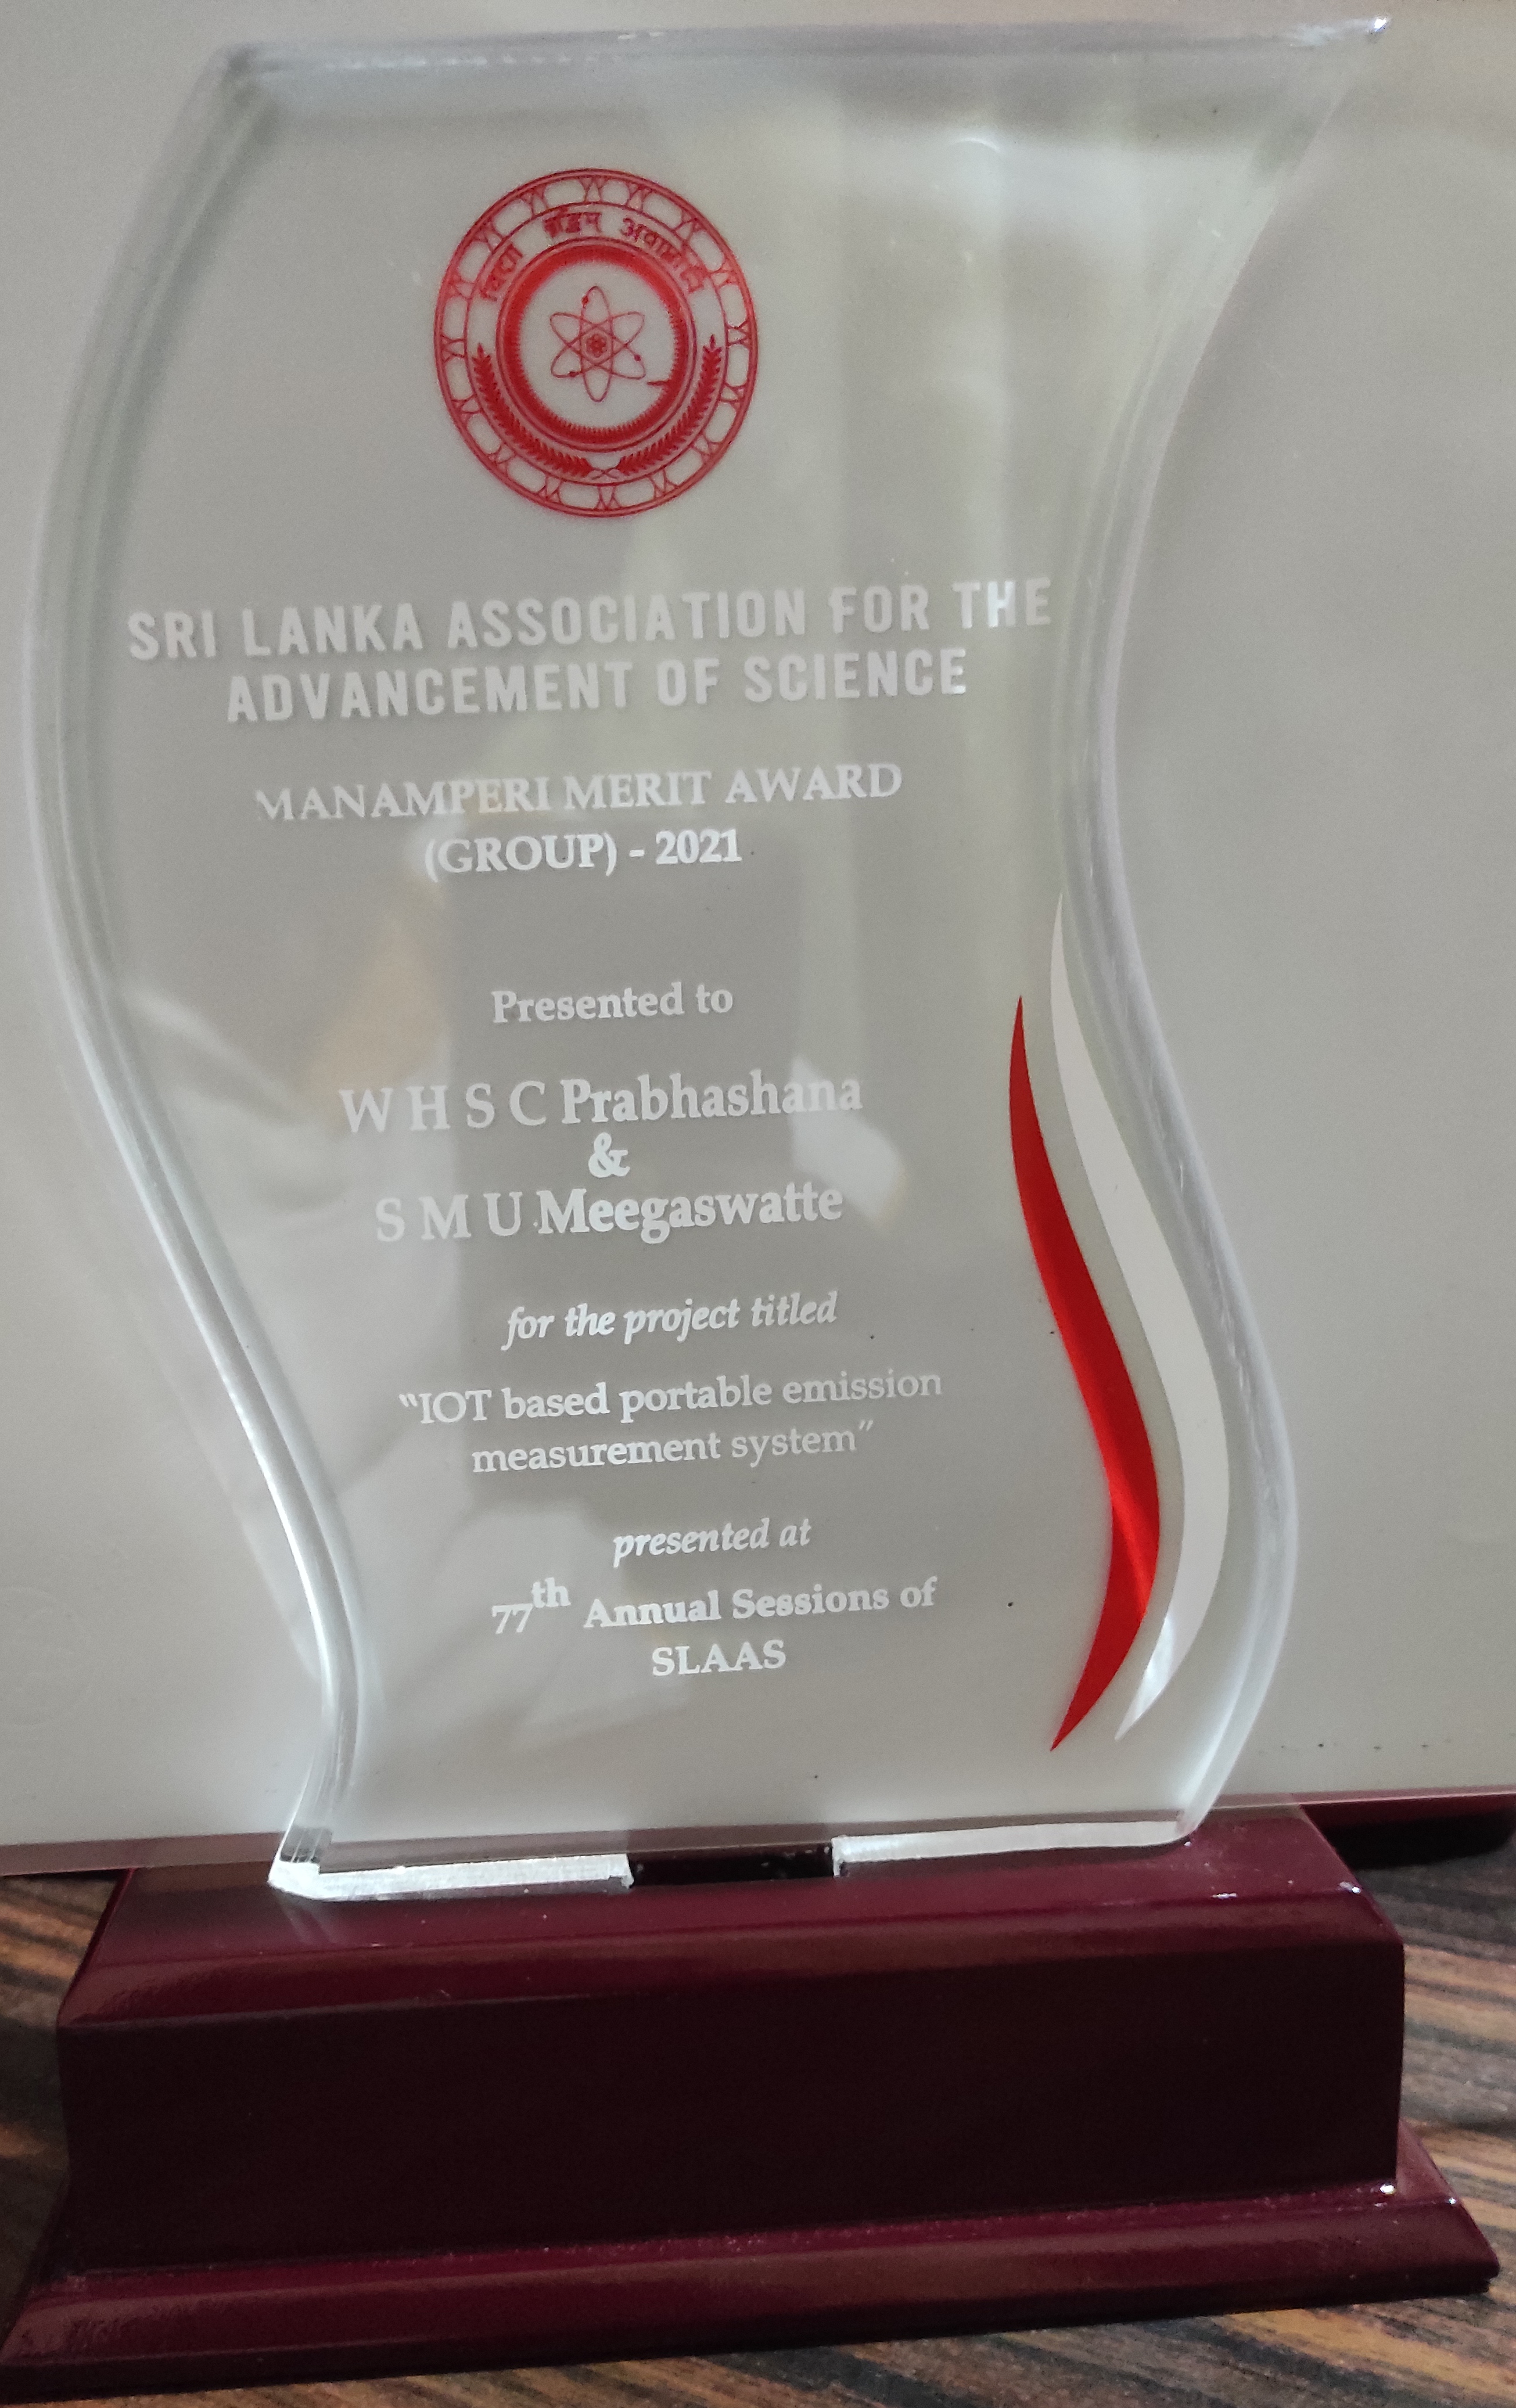 SRI LANKA ASSOCIATION FOR THE
ADVANCEMENT OF SCIENCE
MANAMPERI MERIT AWARD
(GROUP) - 2021
Presented to
W H S C Prabhashana
&
S M U Meegaswatte
for the project titled
"IOT based portable emission
measurement system"
presented at
77th Annual Sessions of
SLAAS